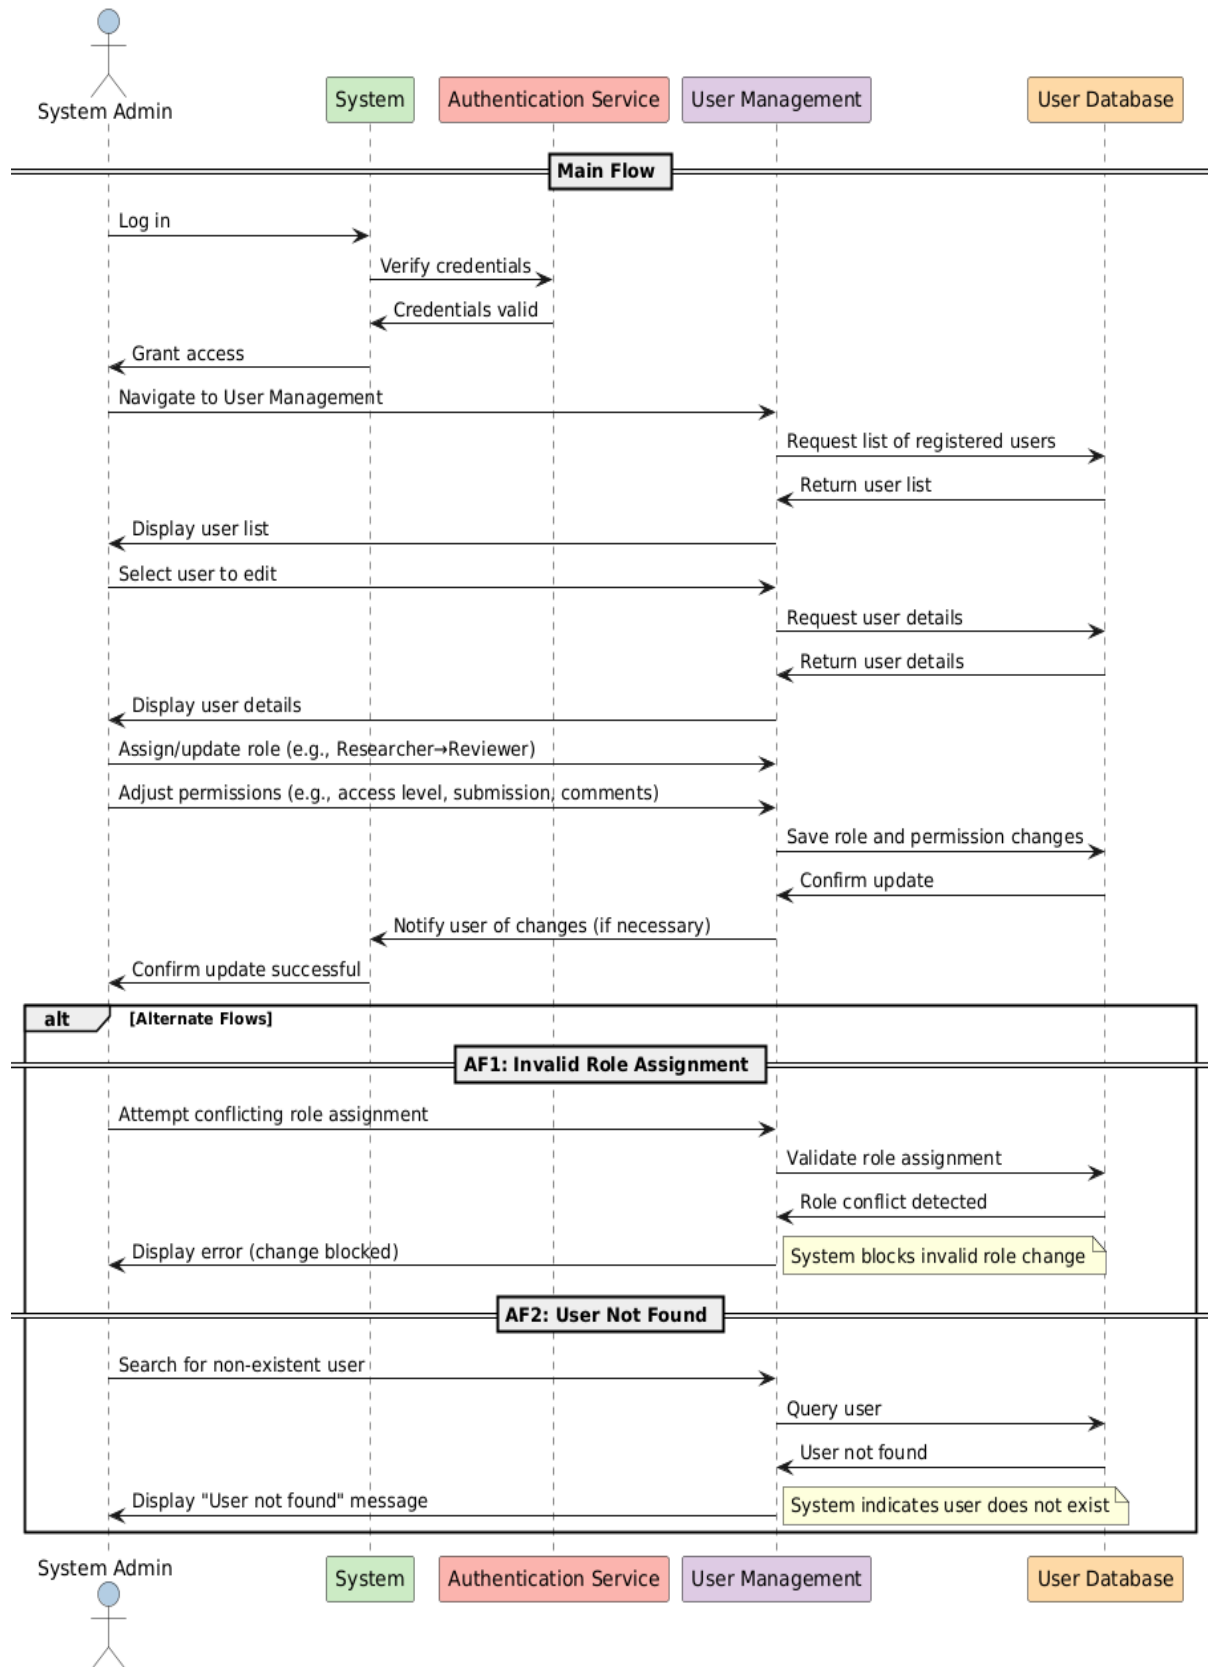 System Admin
System
Authentication Service
User Management
User Database
Main Flow
Log in
Verify credentials
Credentials valid
Grant access
Navigate to User Management
Request list of registered users
Return user list
Display user list
Select user to edit
Request user details
Return user details
Display user details
Assign/update role (e.g., Researcher→Reviewer)
Adjust permissions (e.g., access level, submission, comments)
Save role and permission changes
Confirm update
Notify user of changes (if necessary)
Confirm update successful
alt
[Alternate Flows]
AF1: Invalid Role Assignment
Attempt conflicting role assignment
Validate role assignment
Role conflict detected
Display error (change blocked)
System blocks invalid role change
AF2: User Not Found
Search for non-existent user
Query user
User not found
Display "User not found" message
System indicates user does not exist
System Admin
System
Authentication Service
User Management
User Database